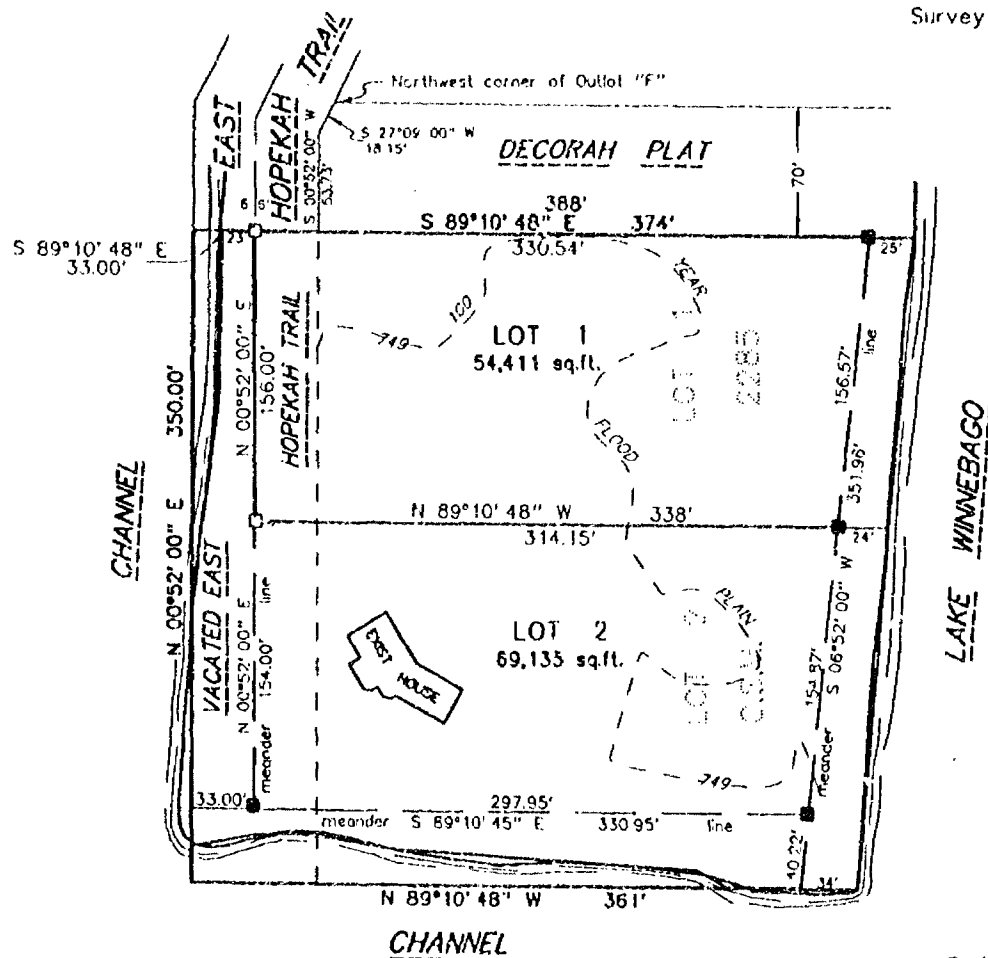 Survey
TRAIL
Northwest corner of Outlot "F"
EAST
HOPEKAH
S 00°52' 00" W
53.73'
S 27°09 00" W
18.15'
DECORAH PLAT
70'
388'
S 89°10' 48" E 374'
330.54'
23'
25'
S 89°10' 48" E
33.00'
N 00°52' 00" E
156.00'
HOPEKAH TRAIL
749
100
YEAR
FLOOD
PLAIN
LOT 1
54,411 sq.ft.
LOT 1
2285
156.57'
line
351.96'
N 00°52' 00" E 350.00'
CHANNEL
LAKE WINNEBAGO
N 89°10' 48" W 338'
314.15'
24'
VACATED EAST
N 00°52' 00" E
154.00'
meander line
EXIST HOUSE
LOT 2
69,135 sq.ft.
LOT
154.87'
S 06°52' 00" W
meander
749
33.00'
297.95'
meander S 89°10' 45" E 330.95' line
40.22'
34'
N 89°10' 48" W 361'
CHANNEL